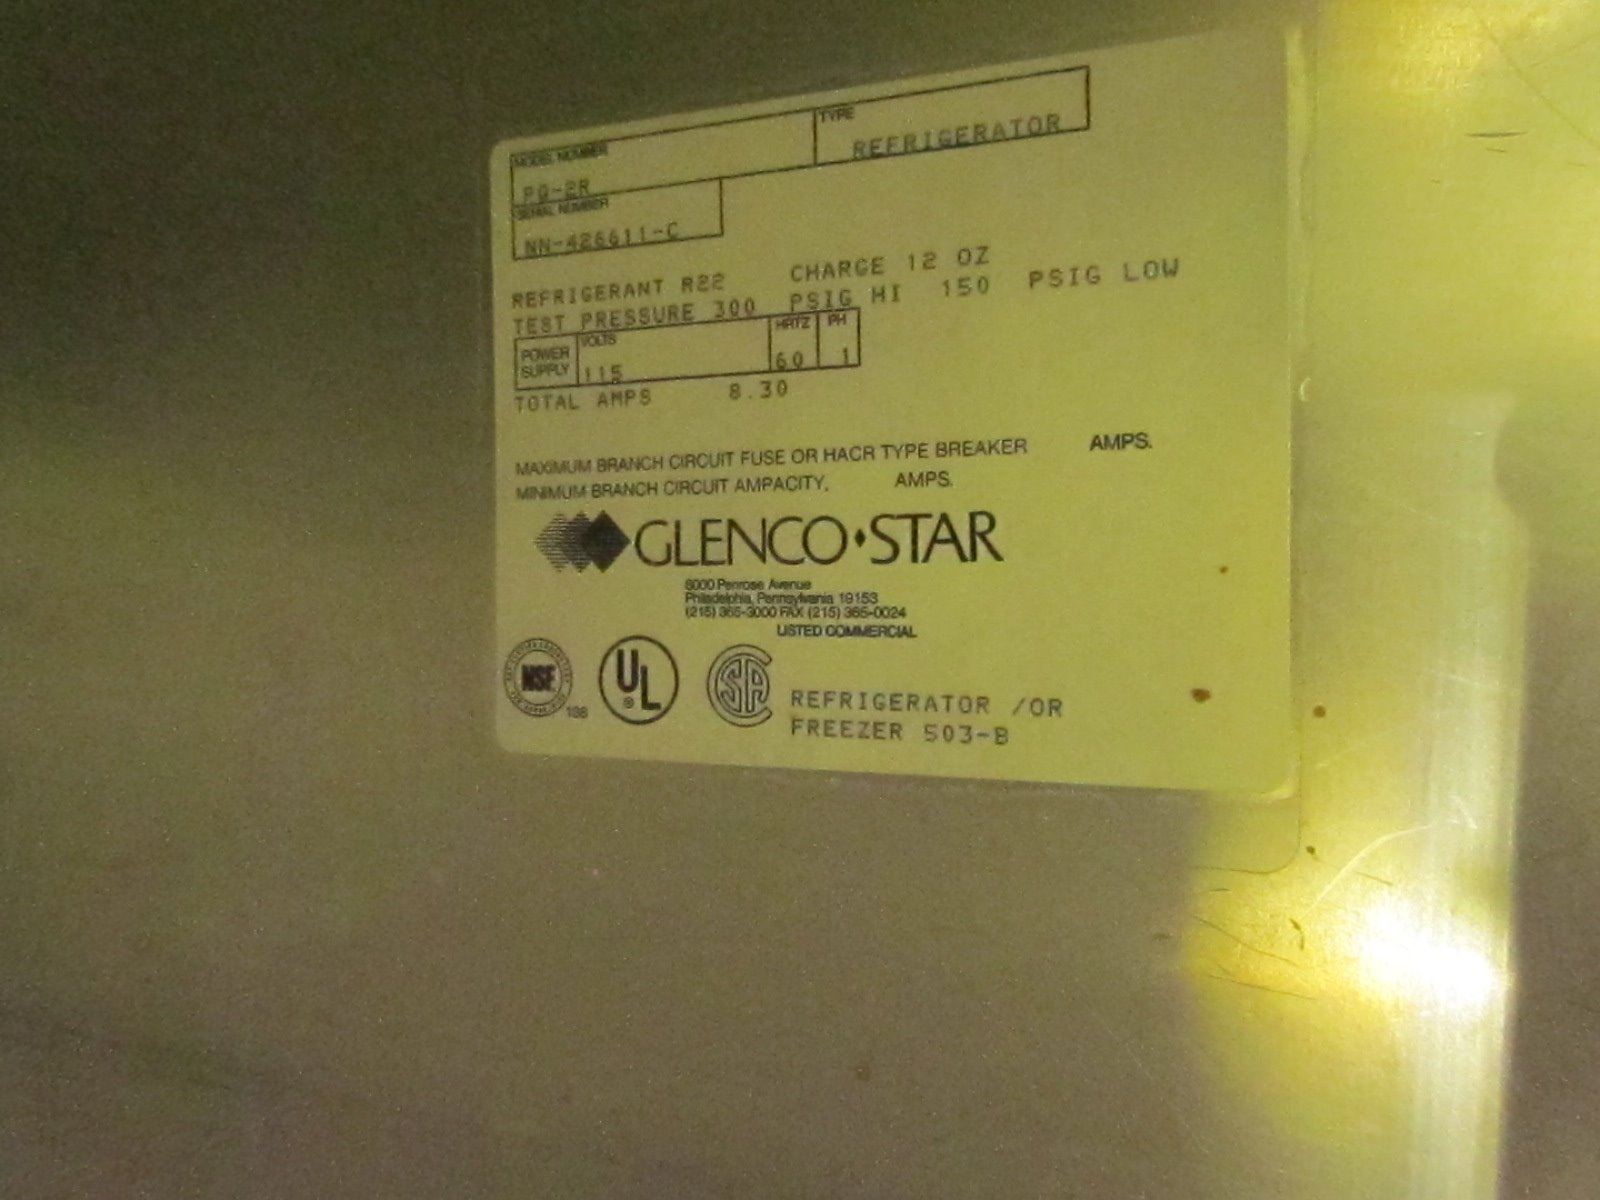 MODEL NUMBER
TYPE
REFRIGERATOR
PG-2R
SERIAL NUMBER
NN-426611-C
REFRIGERANT R22 CHARGE 12 OZ
TEST PRESSURE 300 PSIG HI 150 PSIG LOW
POWER SUPPLY
VOLTS
HRTZ
PH
115
60
1
TOTAL AMPS 8.30
MAXIMUM BRANCH CIRCUIT FUSE OR HACR TYPE BREAKER AMPS.
MINIMUM BRANCH CIRCUIT AMPACITY. AMPS.
GLENCO♦STAR
Penrose Avenue
Philadelphia, Pennsylvania 19153
(215) 365-3000 FAX (215) 365-0024
LISTED COMMERCIAL
NSF
UL
®
SA
REFRIGERATOR /OR
FREEZER 503-B